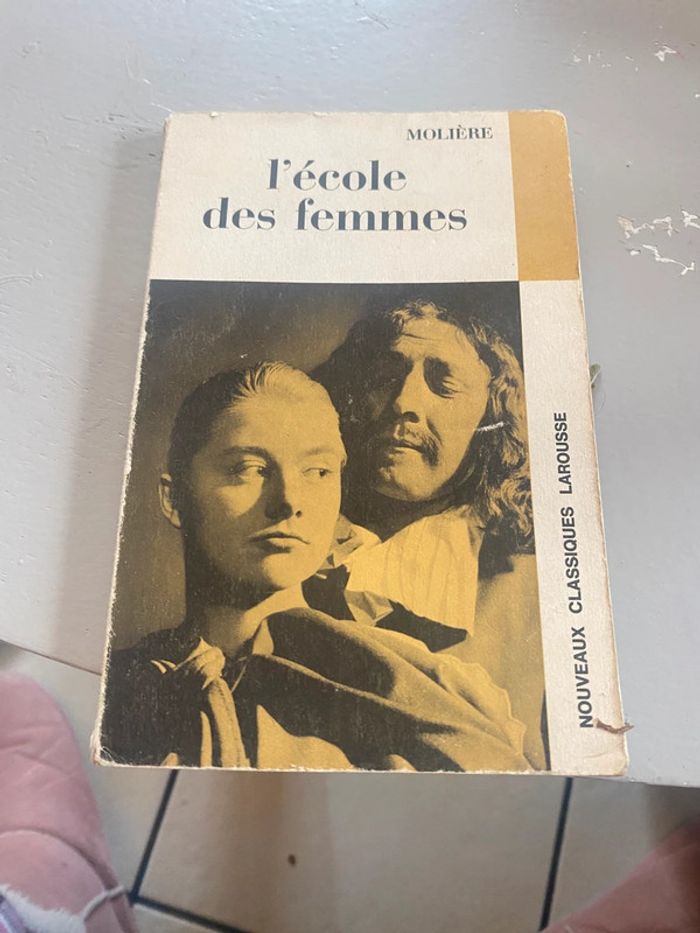 MOLIÈRE
l'école
des femmes
NOUVEAUX CLASSIQUES LAROUSSE